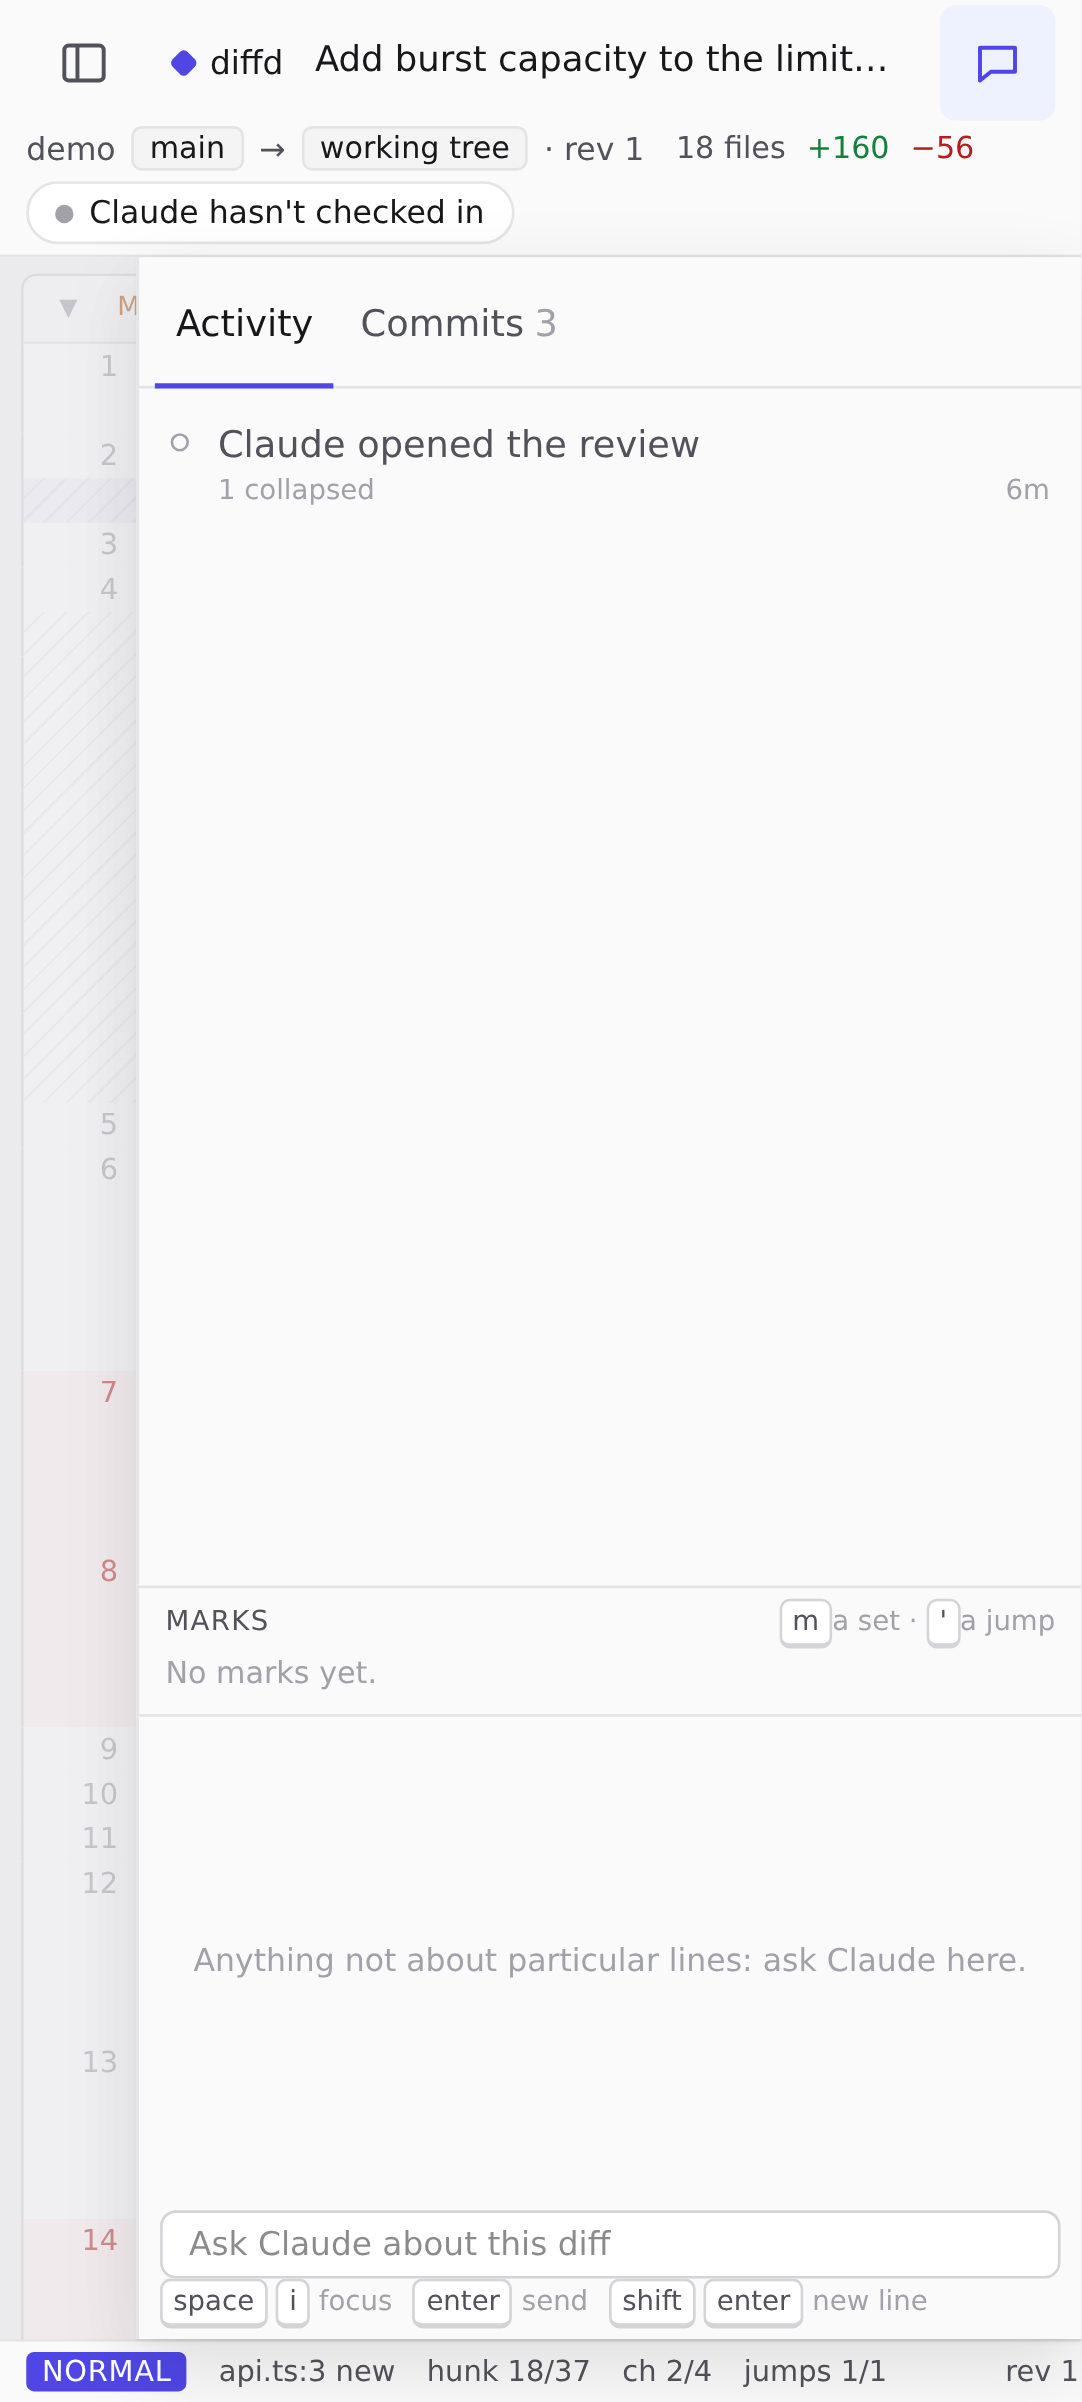 diffd Add burst capacity to the limit...
demo main → working tree · rev 1 18 files +160 −56
Claude hasn't checked in
▼ M
Activity Commits 3
1
Claude opened the review
2
1 collapsed 6m
3
4
5
6
7
8
MARKS m a set · ' a jump
No marks yet.
9
10
11
12
Anything not about particular lines: ask Claude here.
13
14
Ask Claude about this diff
space i focus enter send shift enter new line
NORMAL api.ts:3 new hunk 18/37 ch 2/4 jumps 1/1 rev 1